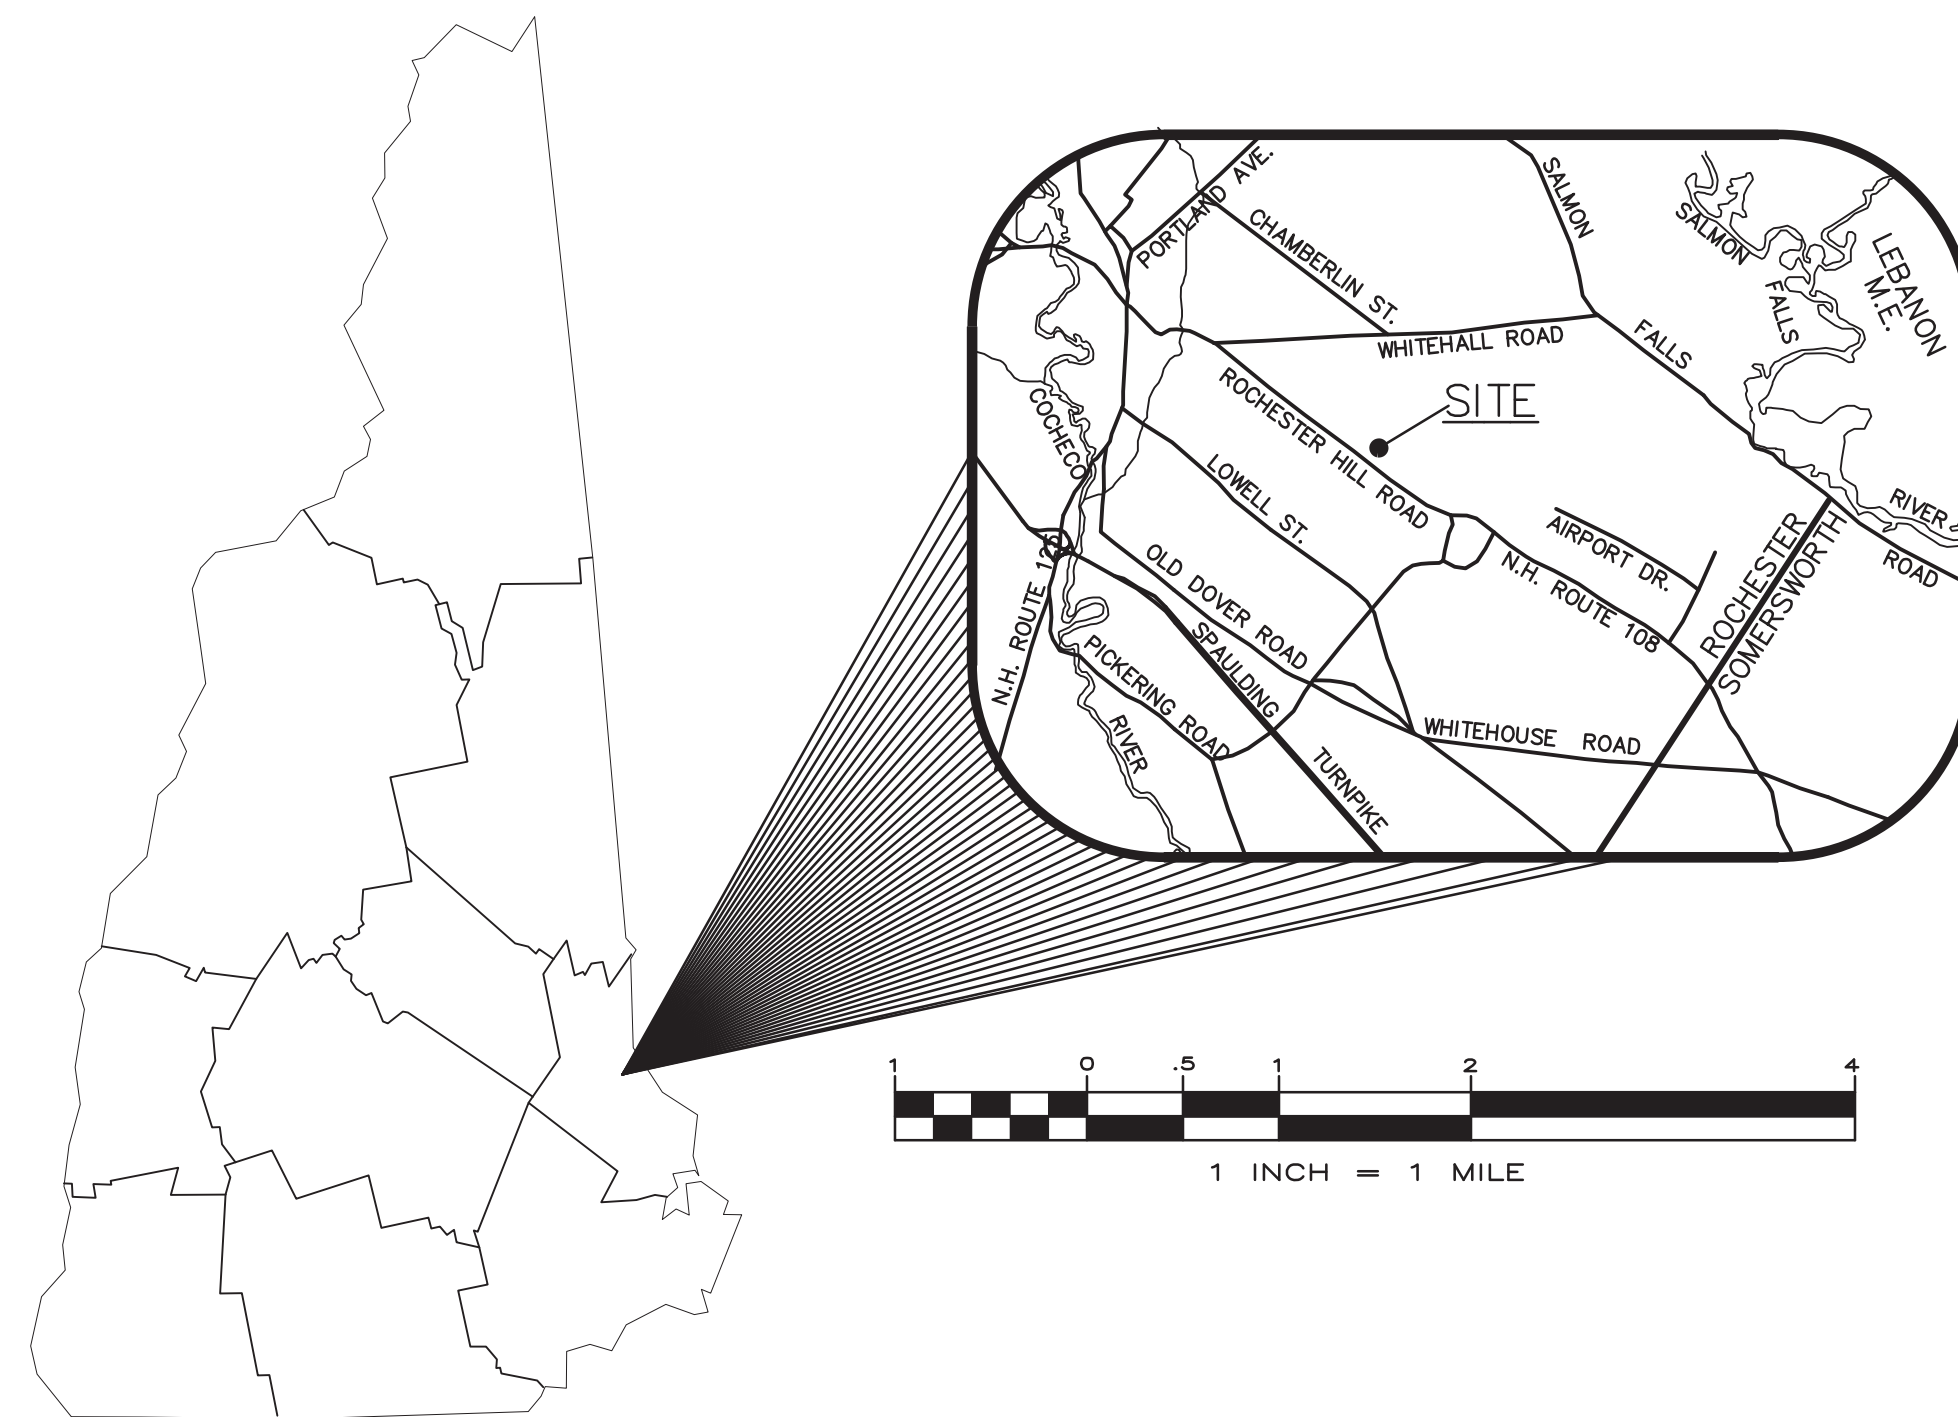 PORTLAND AVE.
SALMON
CHAMBERLIN ST.
SALMON
LEBANON
M.E.
FALLS
FALLS
WHITEHALL ROAD
SITE
ROCHESTER HILL ROAD
COCHECO
LOWELL ST.
RIVER
AIRPORT DR.
ROCHESTER
SOMERSWORTH
ROAD
N.H. ROUTE 125
OLD DOVER ROAD
N.H. ROUTE 108
SPAULDING
PICKERING ROAD
RIVER
WHITEHOUSE ROAD
TURNPIKE
1 0 .5 1 2 4
1 INCH = 1 MILE